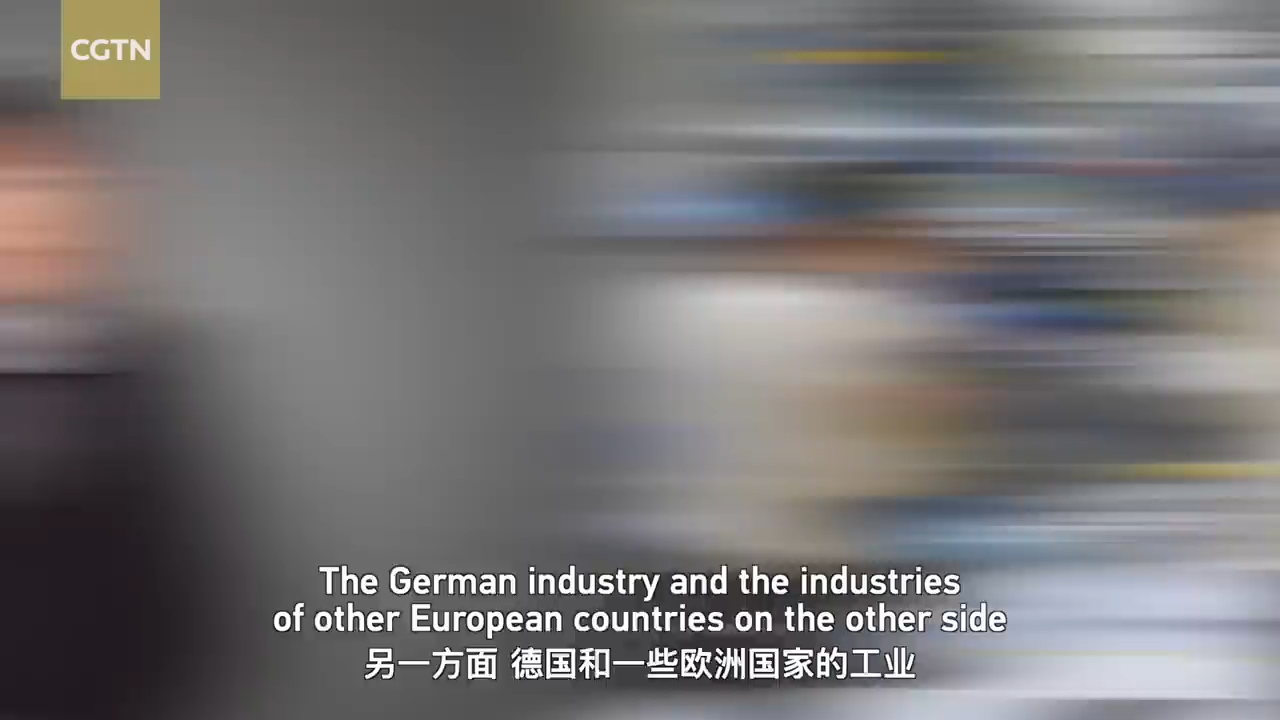 CGTN
The German industry and the industries
of other European countries on the other side
另一方面 德国和一些欧洲国家的工业